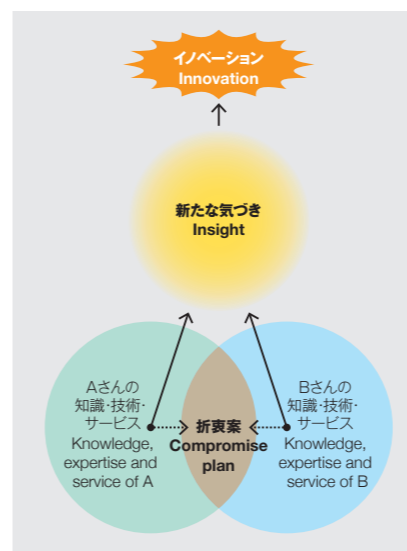 イノベーション
Innovation
新たな気づき
Insight
Aさんの
知識・技術・
サービス
Knowledge,
expertise and
service of A
折衷案
Compromise
plan
Bさんの
知識・技術・
サービス
Knowledge,
expertise and
service of B